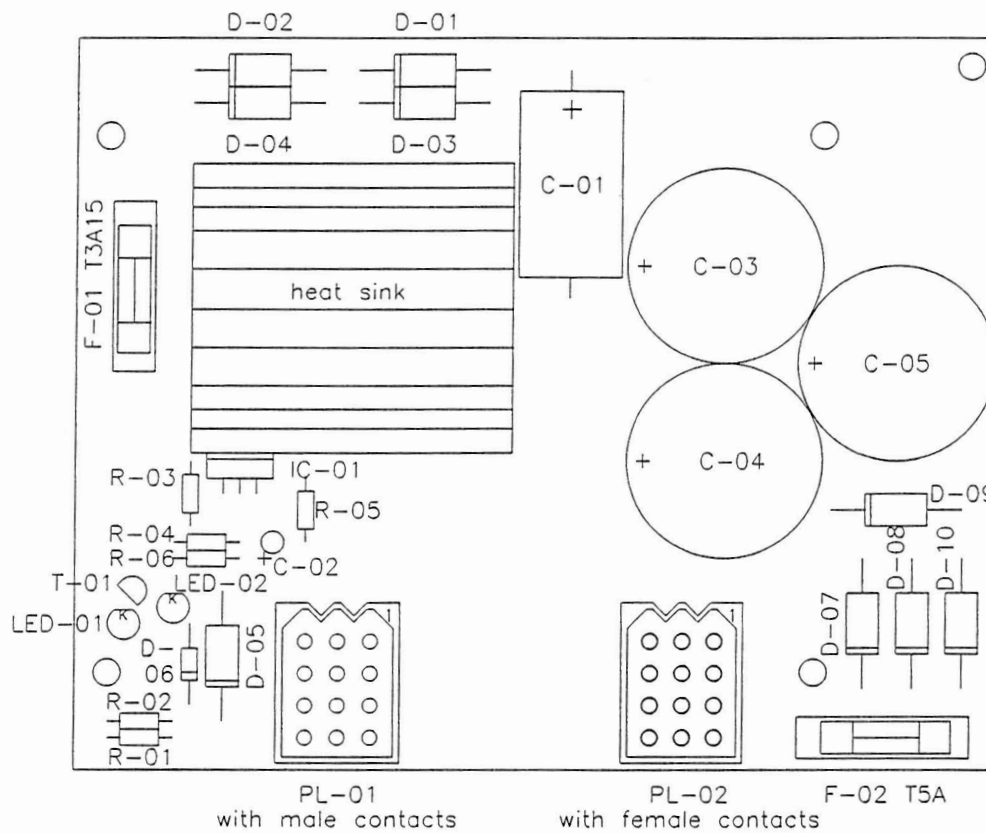 D-02
D-01
D-04
D-03
+
C-01
F-01 T3A15
heat sink
+ C-03
+ C-05
+ C-04
IC-01
R-03
R-05
R-04
R-06
+
C-02
D-09
D-08
D-10
D-07
T-01
LED-02
K
LED-01
K
D-
06
D-05
1
1
R-02
R-01
PL-01
with male contacts
PL-02
with female contacts
F-02 T5A